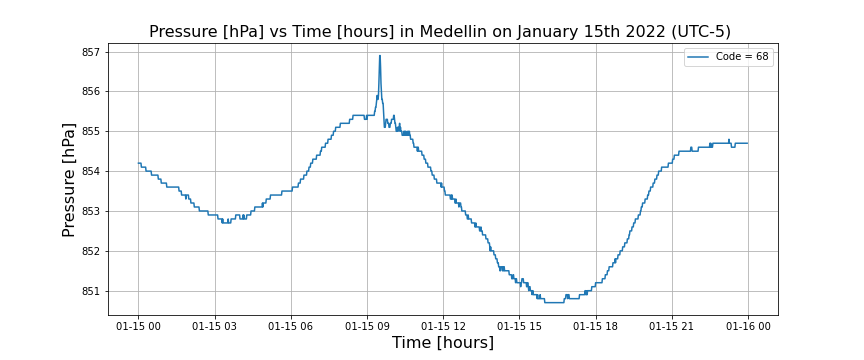 Pressure [hPa] vs Time [hours] in Medellin on January 15th 2022 (UTC-5)
Code = 68
857
856
855
854
853
852
851
Pressure [hPa]
01-15 00 01-15 03 01-15 06 01-15 09 01-15 12 01-15 15 01-15 18 01-15 21 01-16 00
Time [hours]